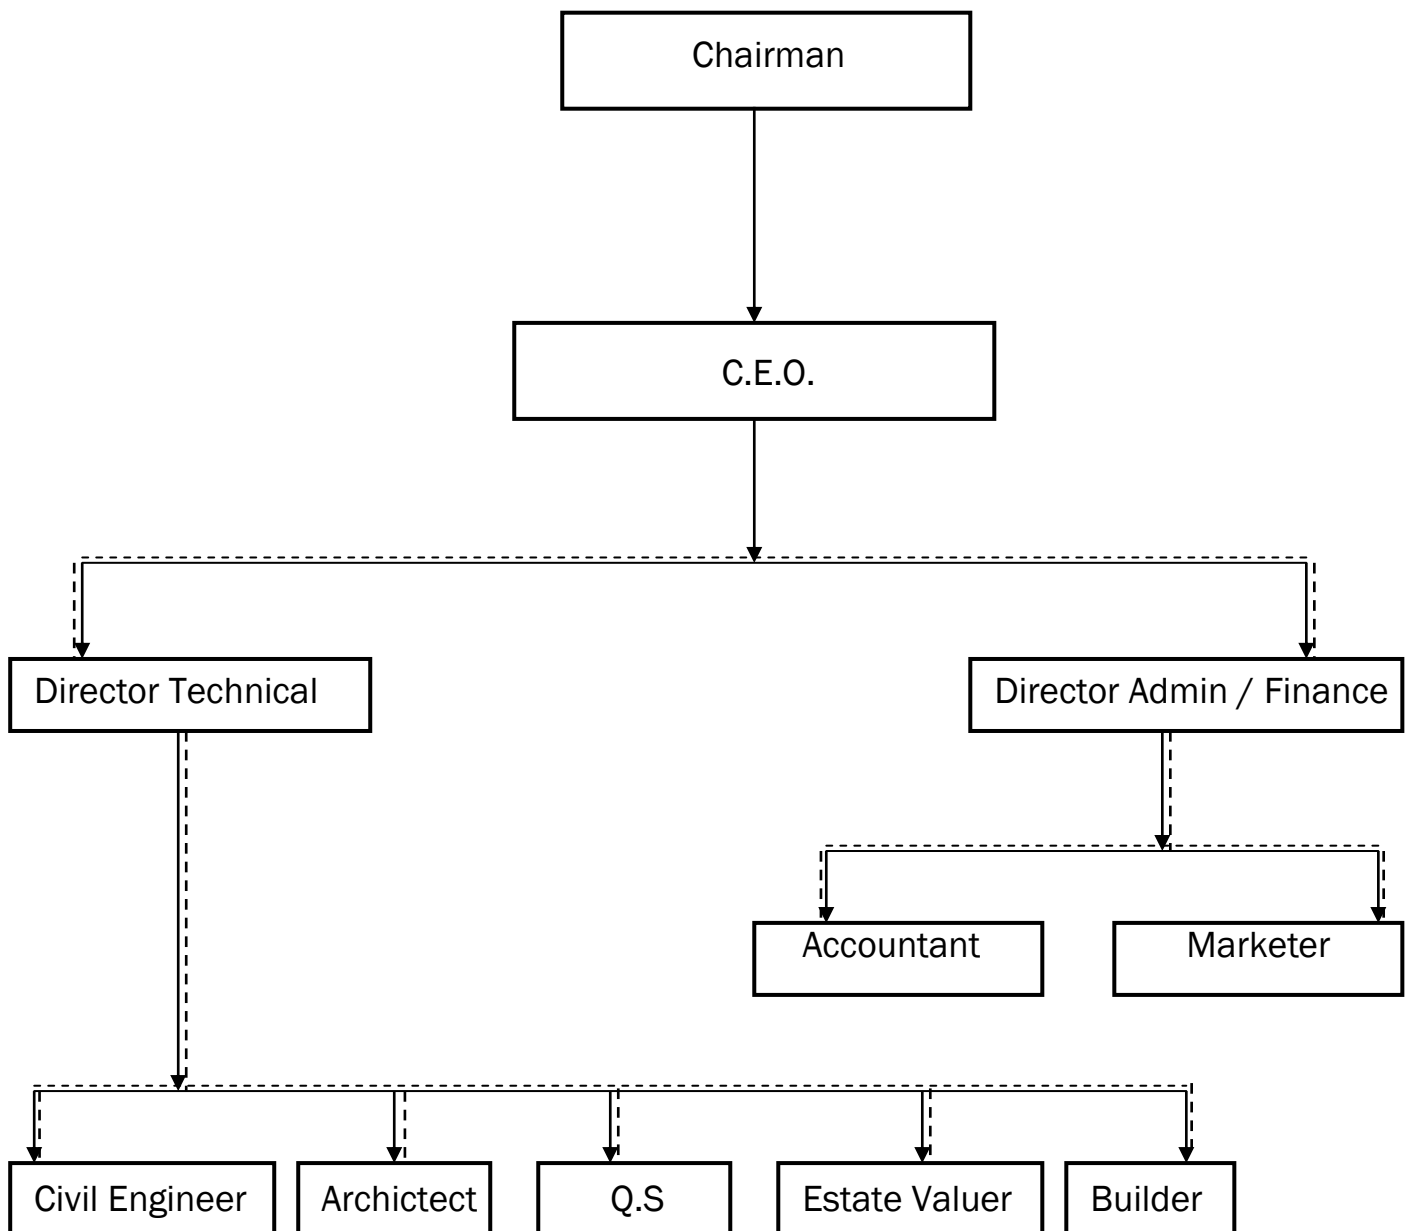 Chairman
C.E.O.
Director Technical
Director Admin / Finance
Accountant
Marketer
Civil Engineer
Archictect
Q.S
Estate Valuer
Builder